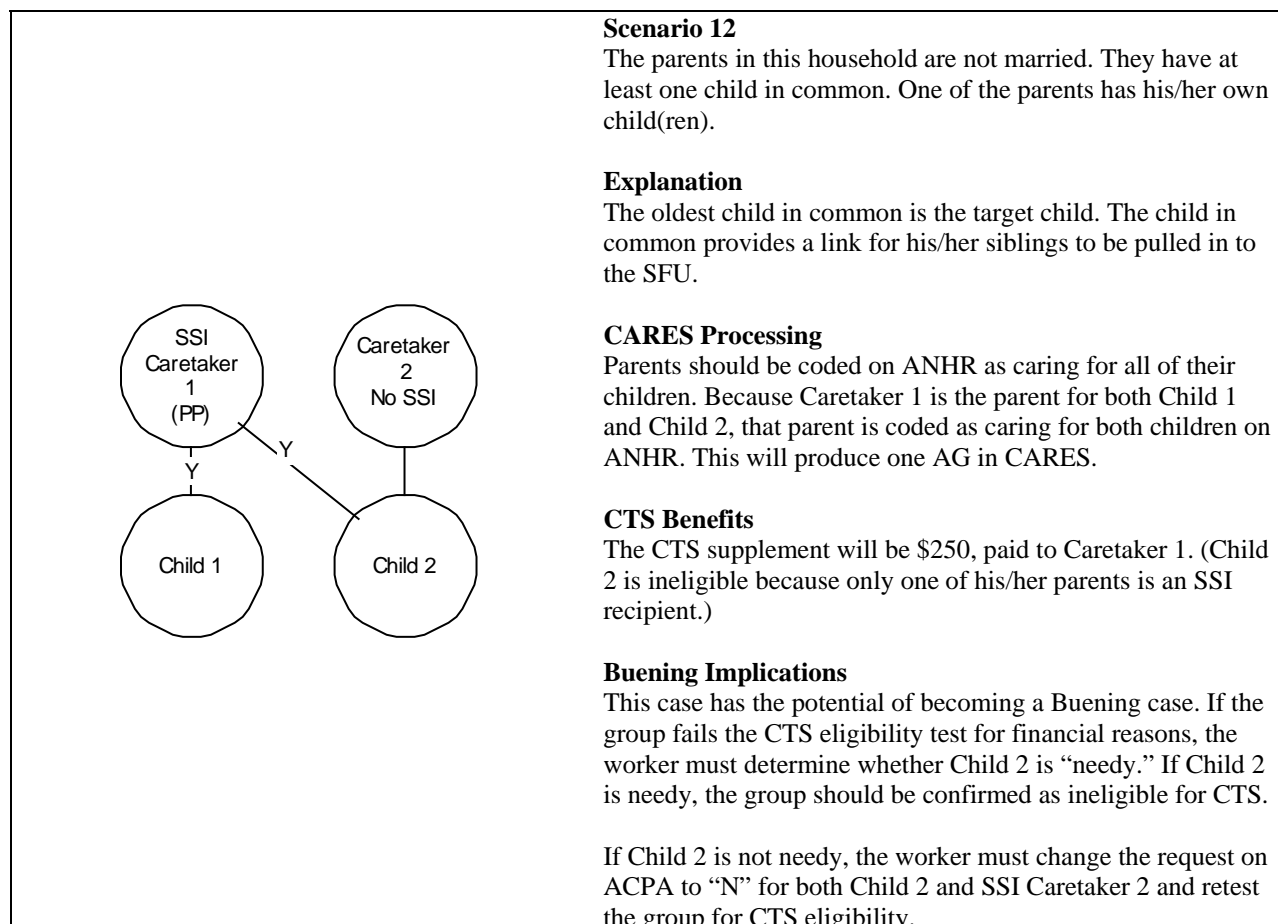 SSI
Caretaker
1
(PP)
Caretaker
2
No SSI
Y
Y
Child 1
Child 2
Scenario 12
The parents in this household are not married. They have at
least one child in common. One of the parents has his/her own
child(ren).
Explanation
The oldest child in common is the target child. The child in
common provides a link for his/her siblings to be pulled in to
the SFU.
CARES Processing
Parents should be coded on ANHR as caring for all of their
children. Because Caretaker 1 is the parent for both Child 1
and Child 2, that parent is coded as caring for both children on
ANHR. This will produce one AG in CARES.
CTS Benefits
The CTS supplement will be $250, paid to Caretaker 1. (Child
2 is ineligible because only one of his/her parents is an SSI
recipient.)
Buening Implications
This case has the potential of becoming a Buening case. If the
group fails the CTS eligibility test for financial reasons, the
worker must determine whether Child 2 is “needy.” If Child 2
is needy, the group should be confirmed as ineligible for CTS.
If Child 2 is not needy, the worker must change the request on
ACPA to “N” for both Child 2 and SSI Caretaker 2 and retest
the group for CTS eligibility.